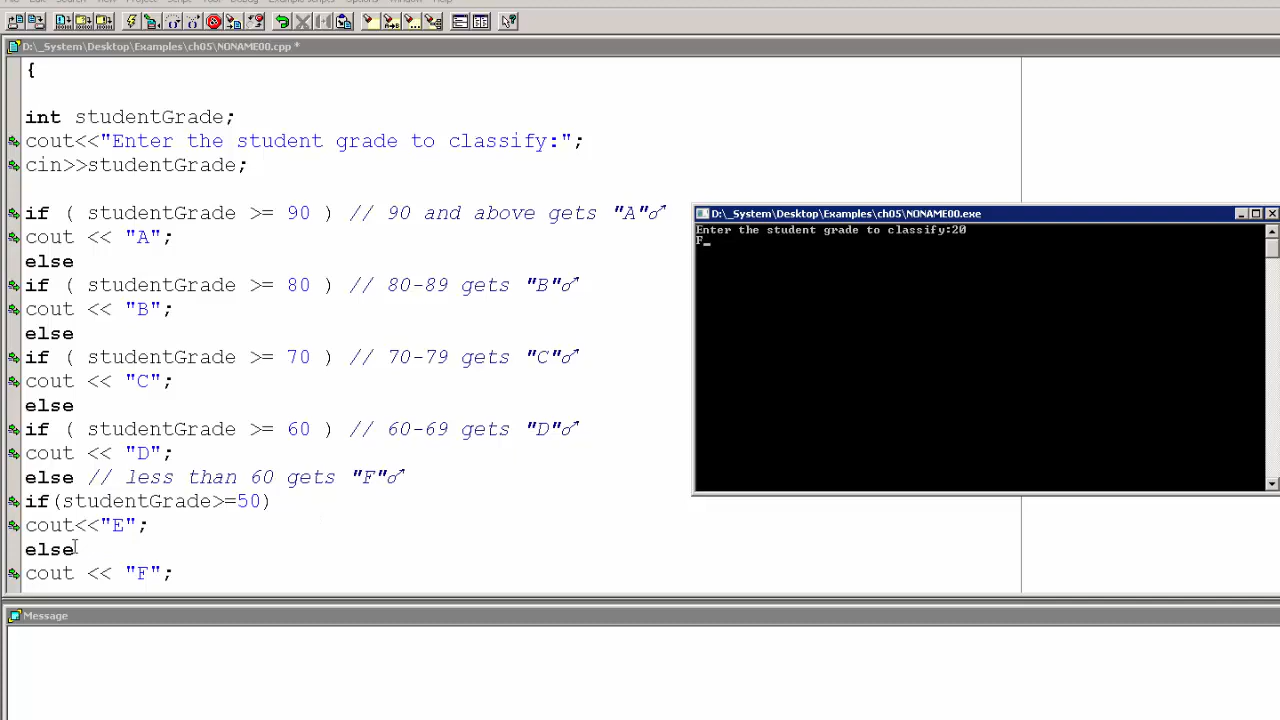 D:\_System\Desktop\Examples\ch05\NONAME00.cpp *
{
int studentGrade;
cout<<"Enter the student grade to classify:";
cin>>studentGrade;
if ( studentGrade >= 90 ) // 90 and above gets "A"♂
cout << "A";
else
if ( studentGrade >= 80 ) // 80-89 gets "B"♂
cout << "B";
else
if ( studentGrade >= 70 ) // 70-79 gets "C"♂
cout << "C";
else
if ( studentGrade >= 60 ) // 60-69 gets "D"♂
cout << "D";
else // less than 60 gets "F"♂
if(studentGrade>=50)
cout<<"E";
else
cout << "F";
D:\_System\Desktop\Examples\ch05\NONAME00.exe
Enter the student grade to classify:20
F_
Message